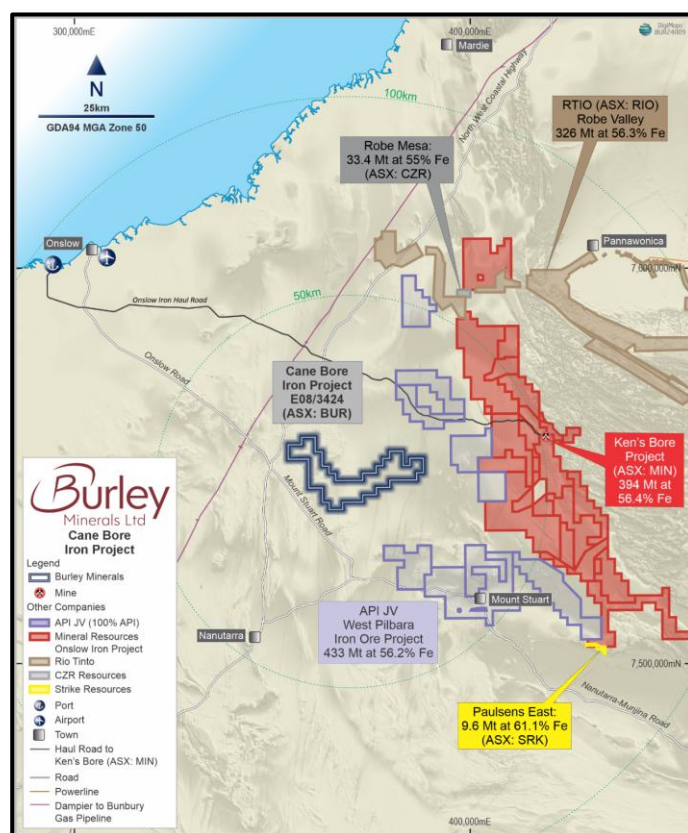 300,000mE
400,000mE
DigiMaps
BUR24009
Mardie
N
25km
GDA94 MGA Zone 50
North West Coastal Highway
100km
RTIO (ASX: RIO)
Robe Valley
326 Mt at 56.3% Fe
Robe Mesa:
33.4 Mt at 55% Fe
(ASX: CZR)
Onslow
Pannawonica
7,600,000mN
50km
Onslow Iron Haul Road
Onslow Road
Cane Bore
Iron Project
E08/3424
(ASX: BUR)
Ken's Bore
Project
(ASX: MIN)
394 Mt at
56.4% Fe
Mount Stuart Road
Burley
Minerals Ltd
Cane Bore
Iron Project
Legend
Burley Minerals
Mine
Other Companies
API JV (100% API)
Mineral Resources
Onslow Iron Project
Rio Tinto
CZR Resources
Strike Resources
Port
Airport
Town
Haul Road to
Ken's Bore (ASX: MIN)
Road
Powerline
Dampier to Bunbury
Gas Pipeline
Mount Stuart
Nanutarra
API JV
West Pilbara
Iron Ore Project
433 Mt at 56.2% Fe
7,500,000mN
Paulsens East:
9.6 Mt at 61.1% Fe
(ASX: SRK)
Nanutarra-Munjina Road
400,000mE